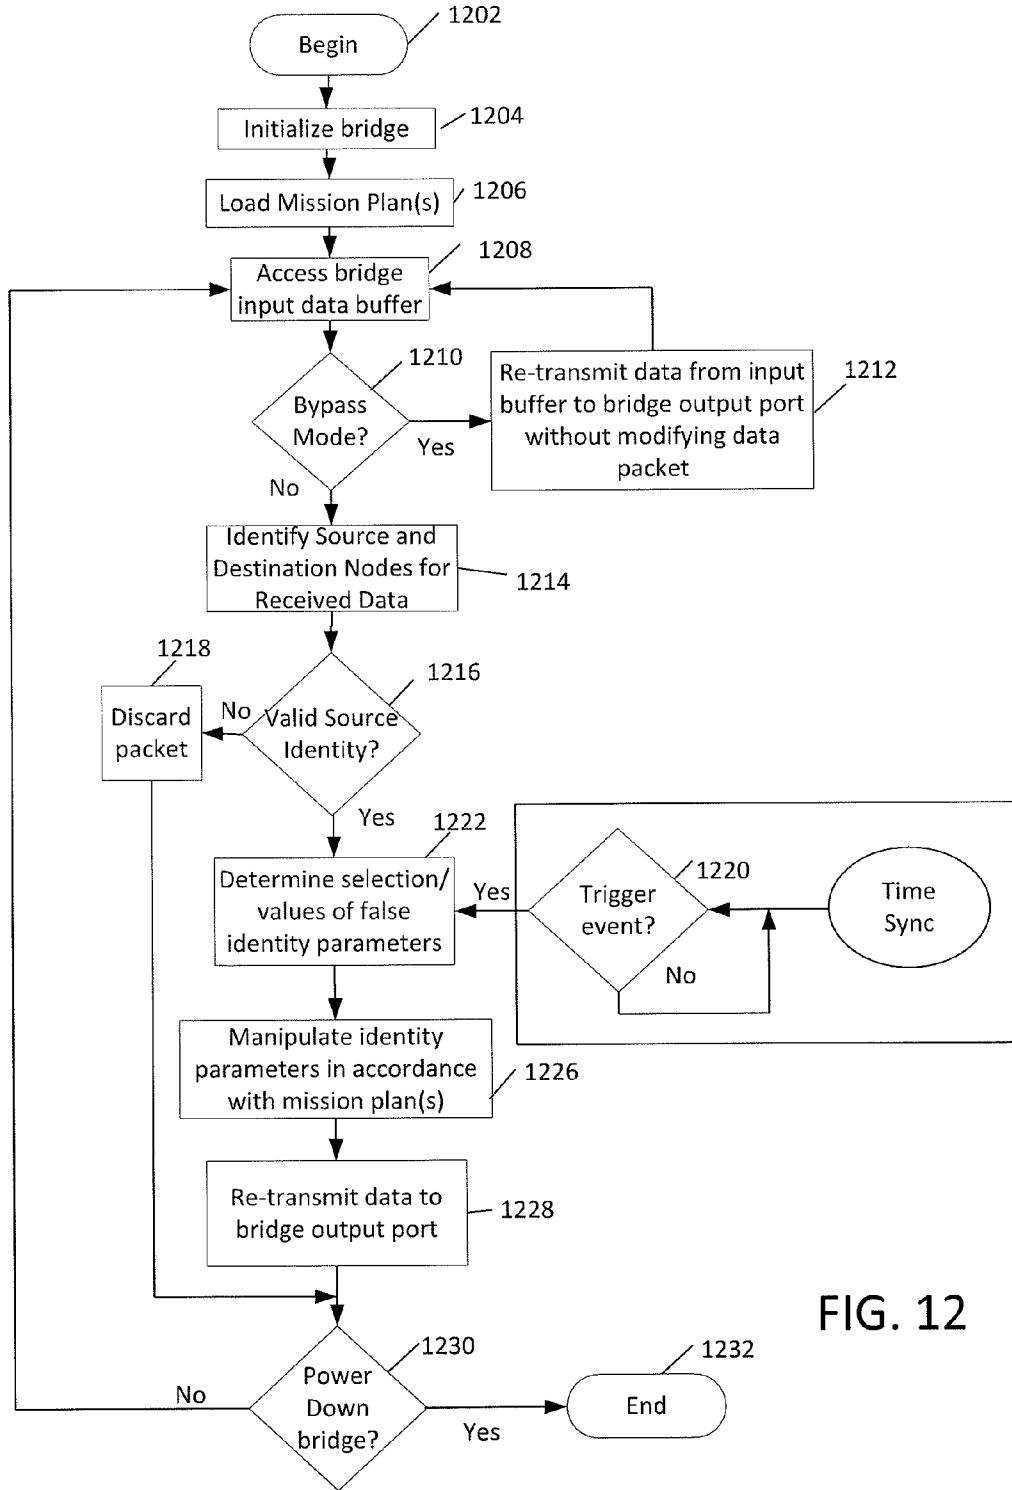 1202
Begin
1204
Initialize bridge
1206
Load Mission Plan(s)
1208
Access bridge
input data buffer
1210
Bypass
Mode?
Yes
No
Re-transmit data from input
buffer to bridge output port
without modifying data
packet
1212
Identify Source and
Destination Nodes for
Received Data
1214
1218
Discard
packet
No
1216
Valid Source
Identity?
Yes
1222
Determine selection/
values of false
identity parameters
Yes
1220
Trigger
event?
No
Time
Sync
Manipulate identity
parameters in accordance
with mission plan(s)
1226
Re-transmit data to
bridge output port
1228
FIG. 12
1230
Power
Down
bridge?
No
Yes
1232
End